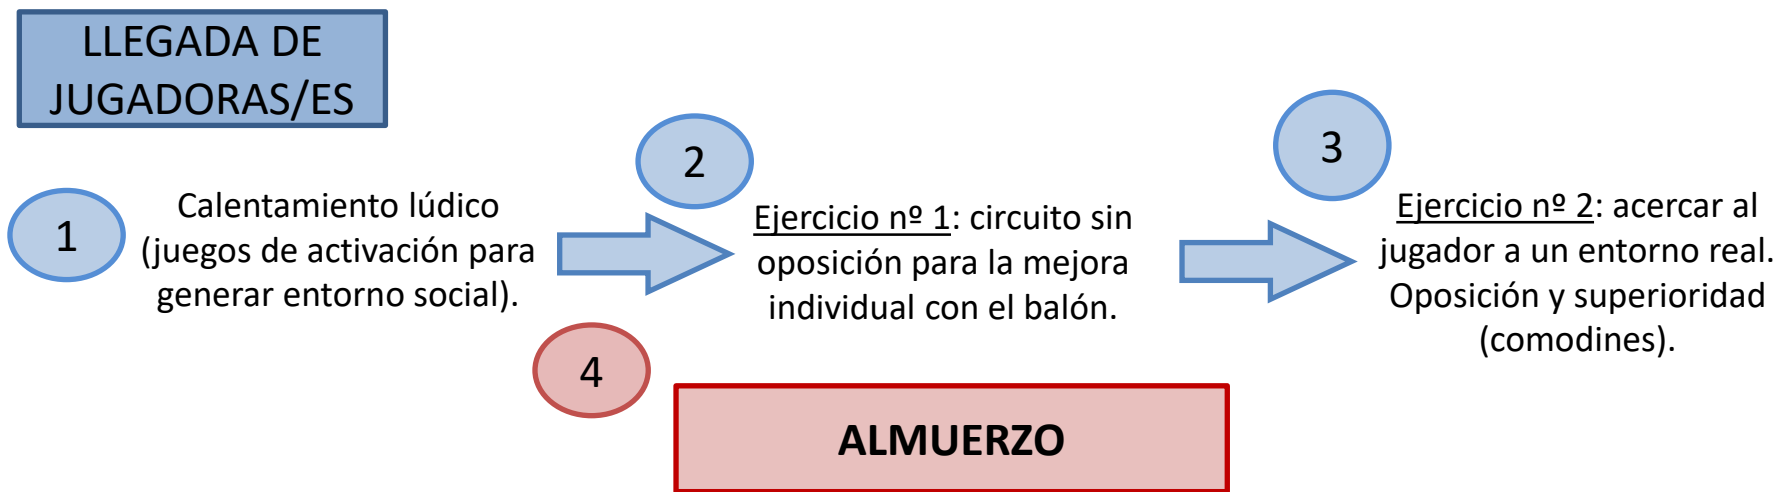 LLEGADA DE
JUGADORAS/ES
1
Calentamiento lúdico
(juegos de activación para
generar entorno social).
2
Ejercicio nº 1: circuito sin
oposición para la mejora
individual con el balón.
3
Ejercicio nº 2: acercar al
jugador a un entorno real.
Oposición y superioridad
(comodines).
4
ALMUERZO